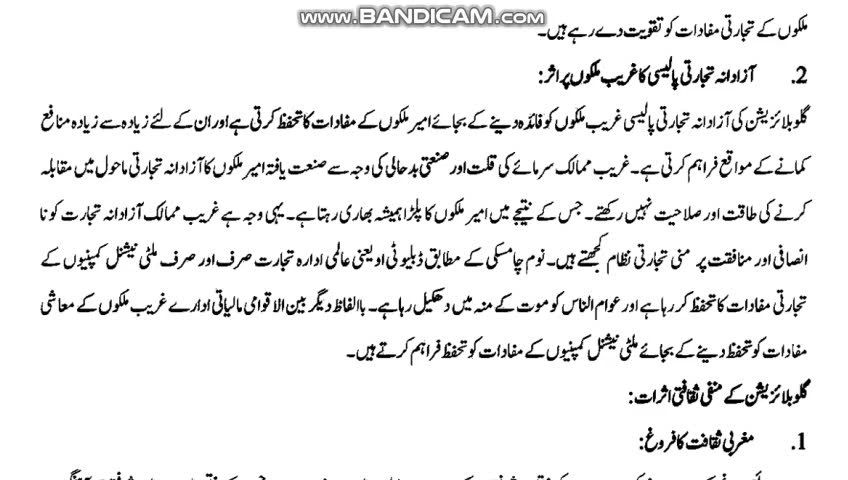 www.BANDICAM.com
ملکوں کے تجارتی مفادات کو تقویت دے رہے ہیں۔
2. آزادانہ تجارتی پالیسی کا غریب ملکوں پر اثر:
گلوبلائزیشن کی آزادانہ تجارتی پالیسی غریب ملکوں کو فائدہ دینے کے بجائے امیر ملکوں کے مفادات کا تحفظ کرتی ہے اور ان کے لئے زیادہ سے زیادہ منافع
کمانے کے مواقع فراہم کرتی ہے۔ غریب ممالک سرمائے کی قلت اور صنعتی بدحالی کی وجہ سے صنعت یافتہ امیر ملکوں کا آزادانہ تجارتی ماحول میں مقابلہ
کرنے کی طاقت اور صلاحیت نہیں رکھتے۔ جس کے نتیجے میں امیر ملکوں کا پلڑا ہمیشہ بھاری رہتا ہے۔ یہی وجہ ہے غریب ممالک آزادانہ تجارت کو نا
انصافی اور منافقت پر منی تجارتی نظام سمجھتے ہیں۔ نوم چامسکی کے مطابق ڈبلیو ٹی او یعنی عالمی ادارہ تجارت صرف اور صرف ملٹی نیشنل کمپنیوں کے
تجارتی مفادات کا تحفظ کر رہا ہے اور عوام الناس کو موت کے منہ میں دھکیل رہا ہے۔ باالفاظ دیگر بین الاقوامی مالیاتی ادارے غریب ملکوں کے معاشی
مفادات کو تحفظ دینے کے بجائے ملٹی نیشنل کمپنیوں کے مفادات کو تحفظ فراہم کرتے ہیں۔
گلوبلائزیشن کے منفی ثقافتی اثرات:
1. مغربی ثقافت کا فروغ: